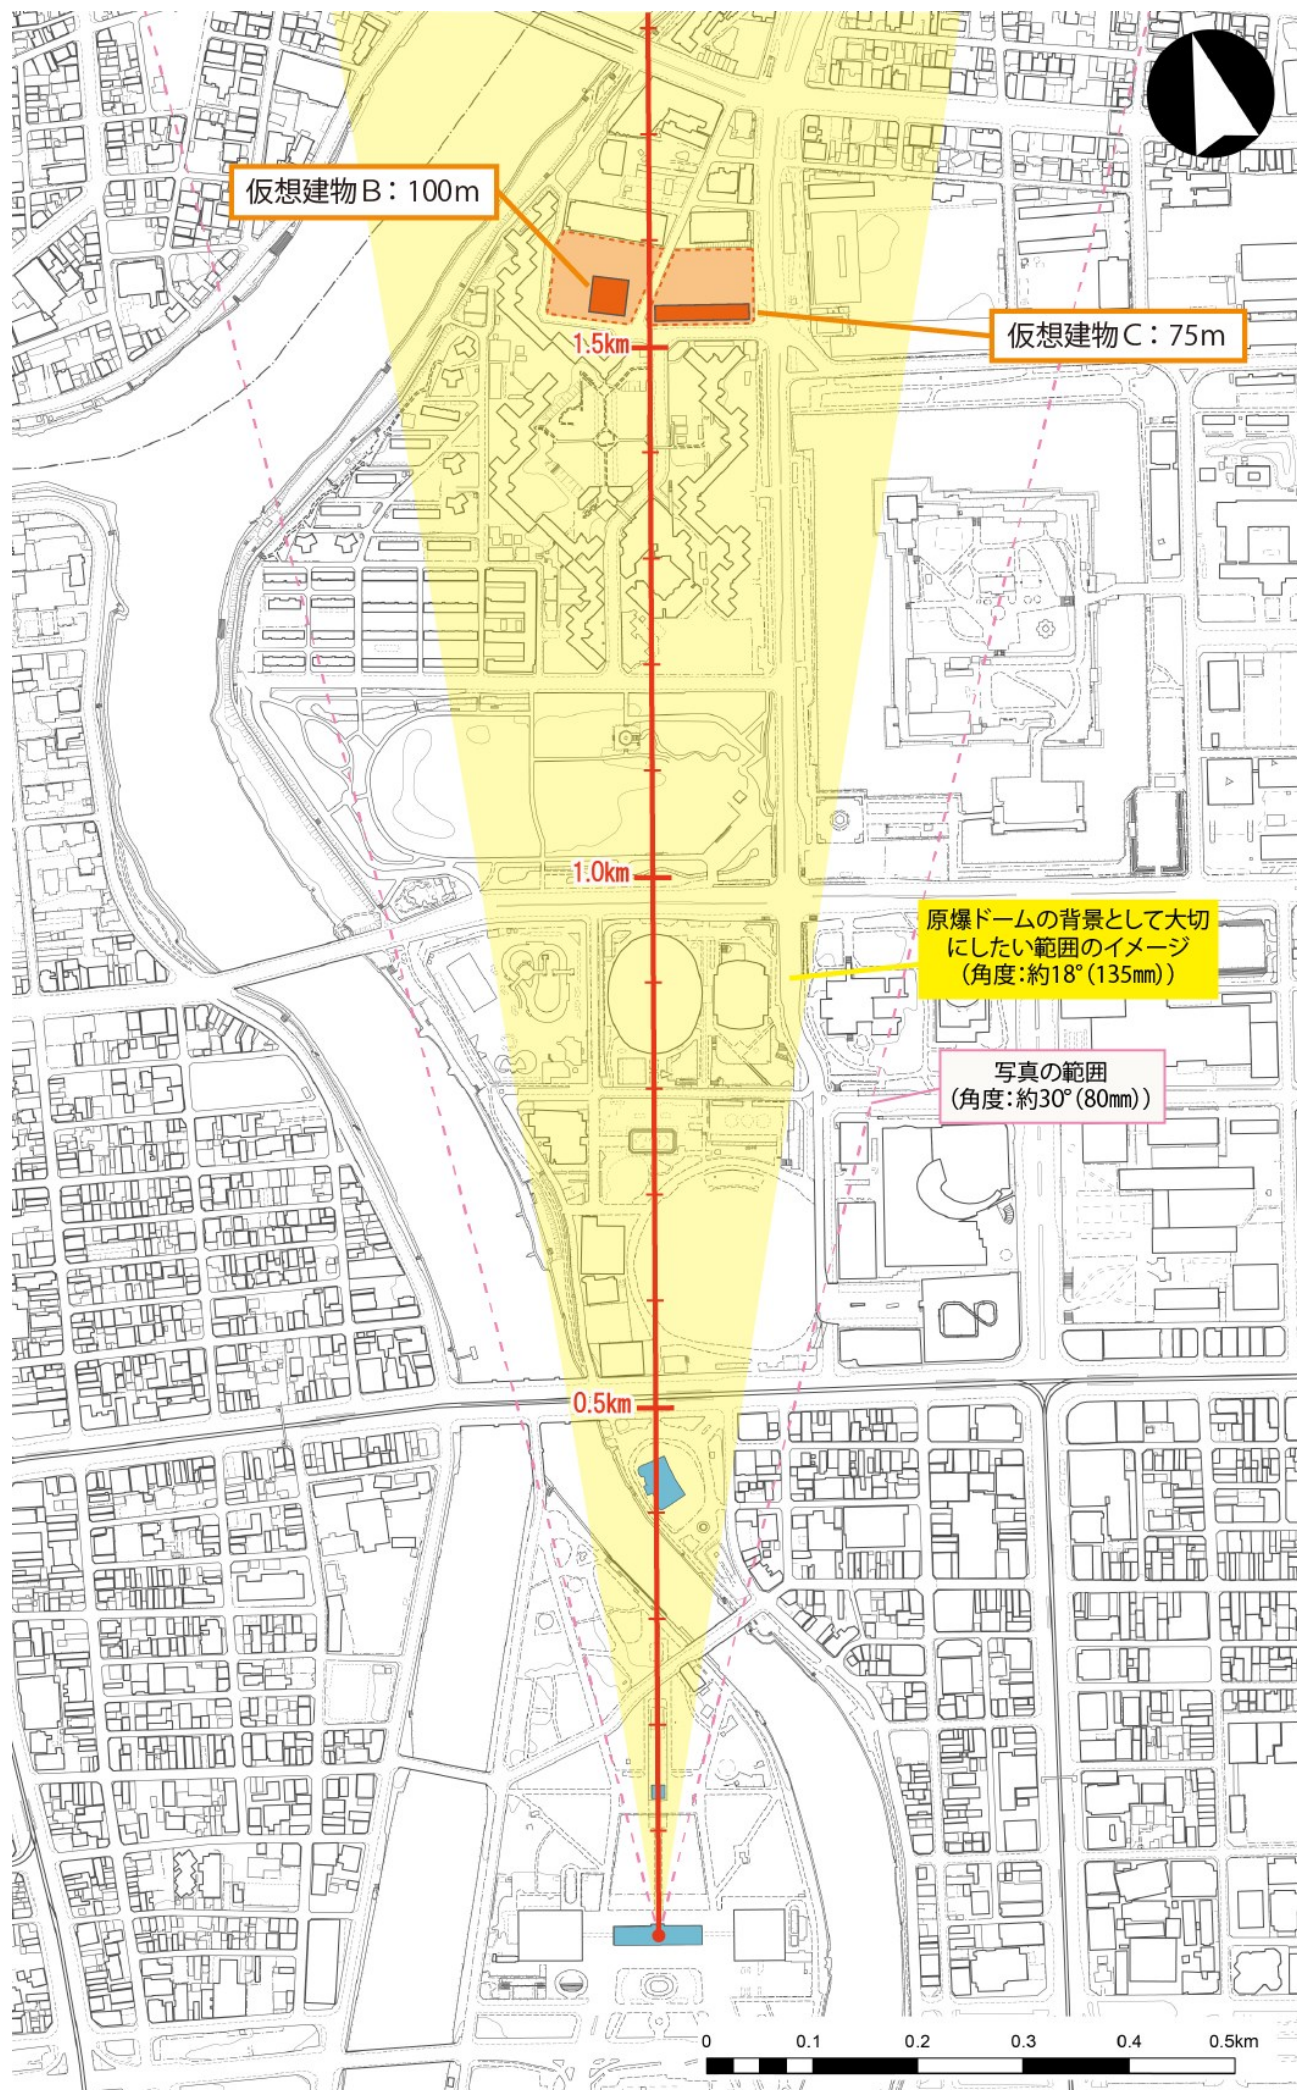 仮想建物B：100m
仮想建物C：75m
1.5km
1.0km
原爆ドームの背景として大切
にしたい範囲のイメージ
（角度：約18°（135㎜））
写真の範囲
（角度：約30°（80㎜））
0.5km
0 0.1 0.2 0.3 0.4 0.5km